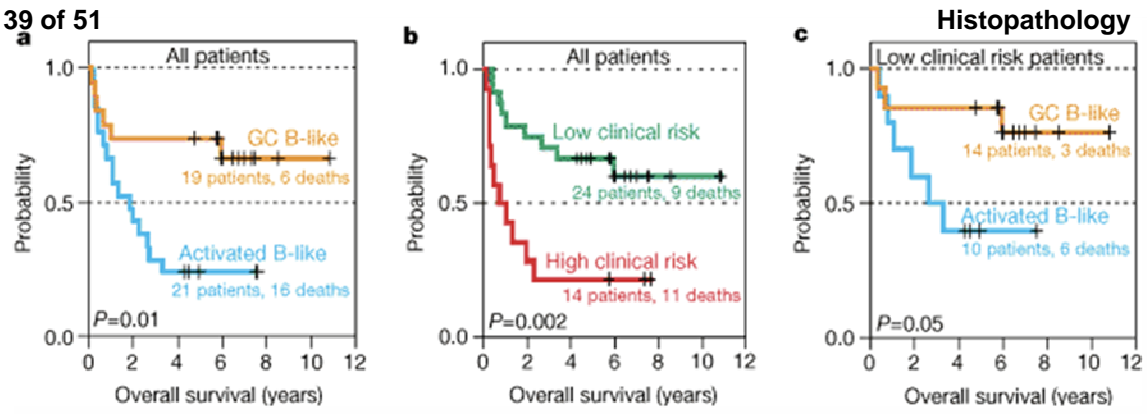 39 of 51
Histopathology
a
All patients
1.0
0.5
0.0
Probability
GC B-like
19 patients, 6 deaths
Activated B-like
21 patients, 16 deaths
P=0.01
0 2 4 6 8 10 12
Overall survival (years)
b
All patients
1.0
0.5
0.0
Probability
Low clinical risk
24 patients, 9 deaths
High clinical risk
14 patients, 11 deaths
P=0.002
0 2 4 6 8 10 12
Overall survival (years)
c
Low clinical risk patients
1.0
0.5
0.0
Probability
GC B-like
14 patients, 3 deaths
Activated B-like
10 patients, 6 deaths
P=0.05
0 2 4 6 8 10 12
Overall survival (years)